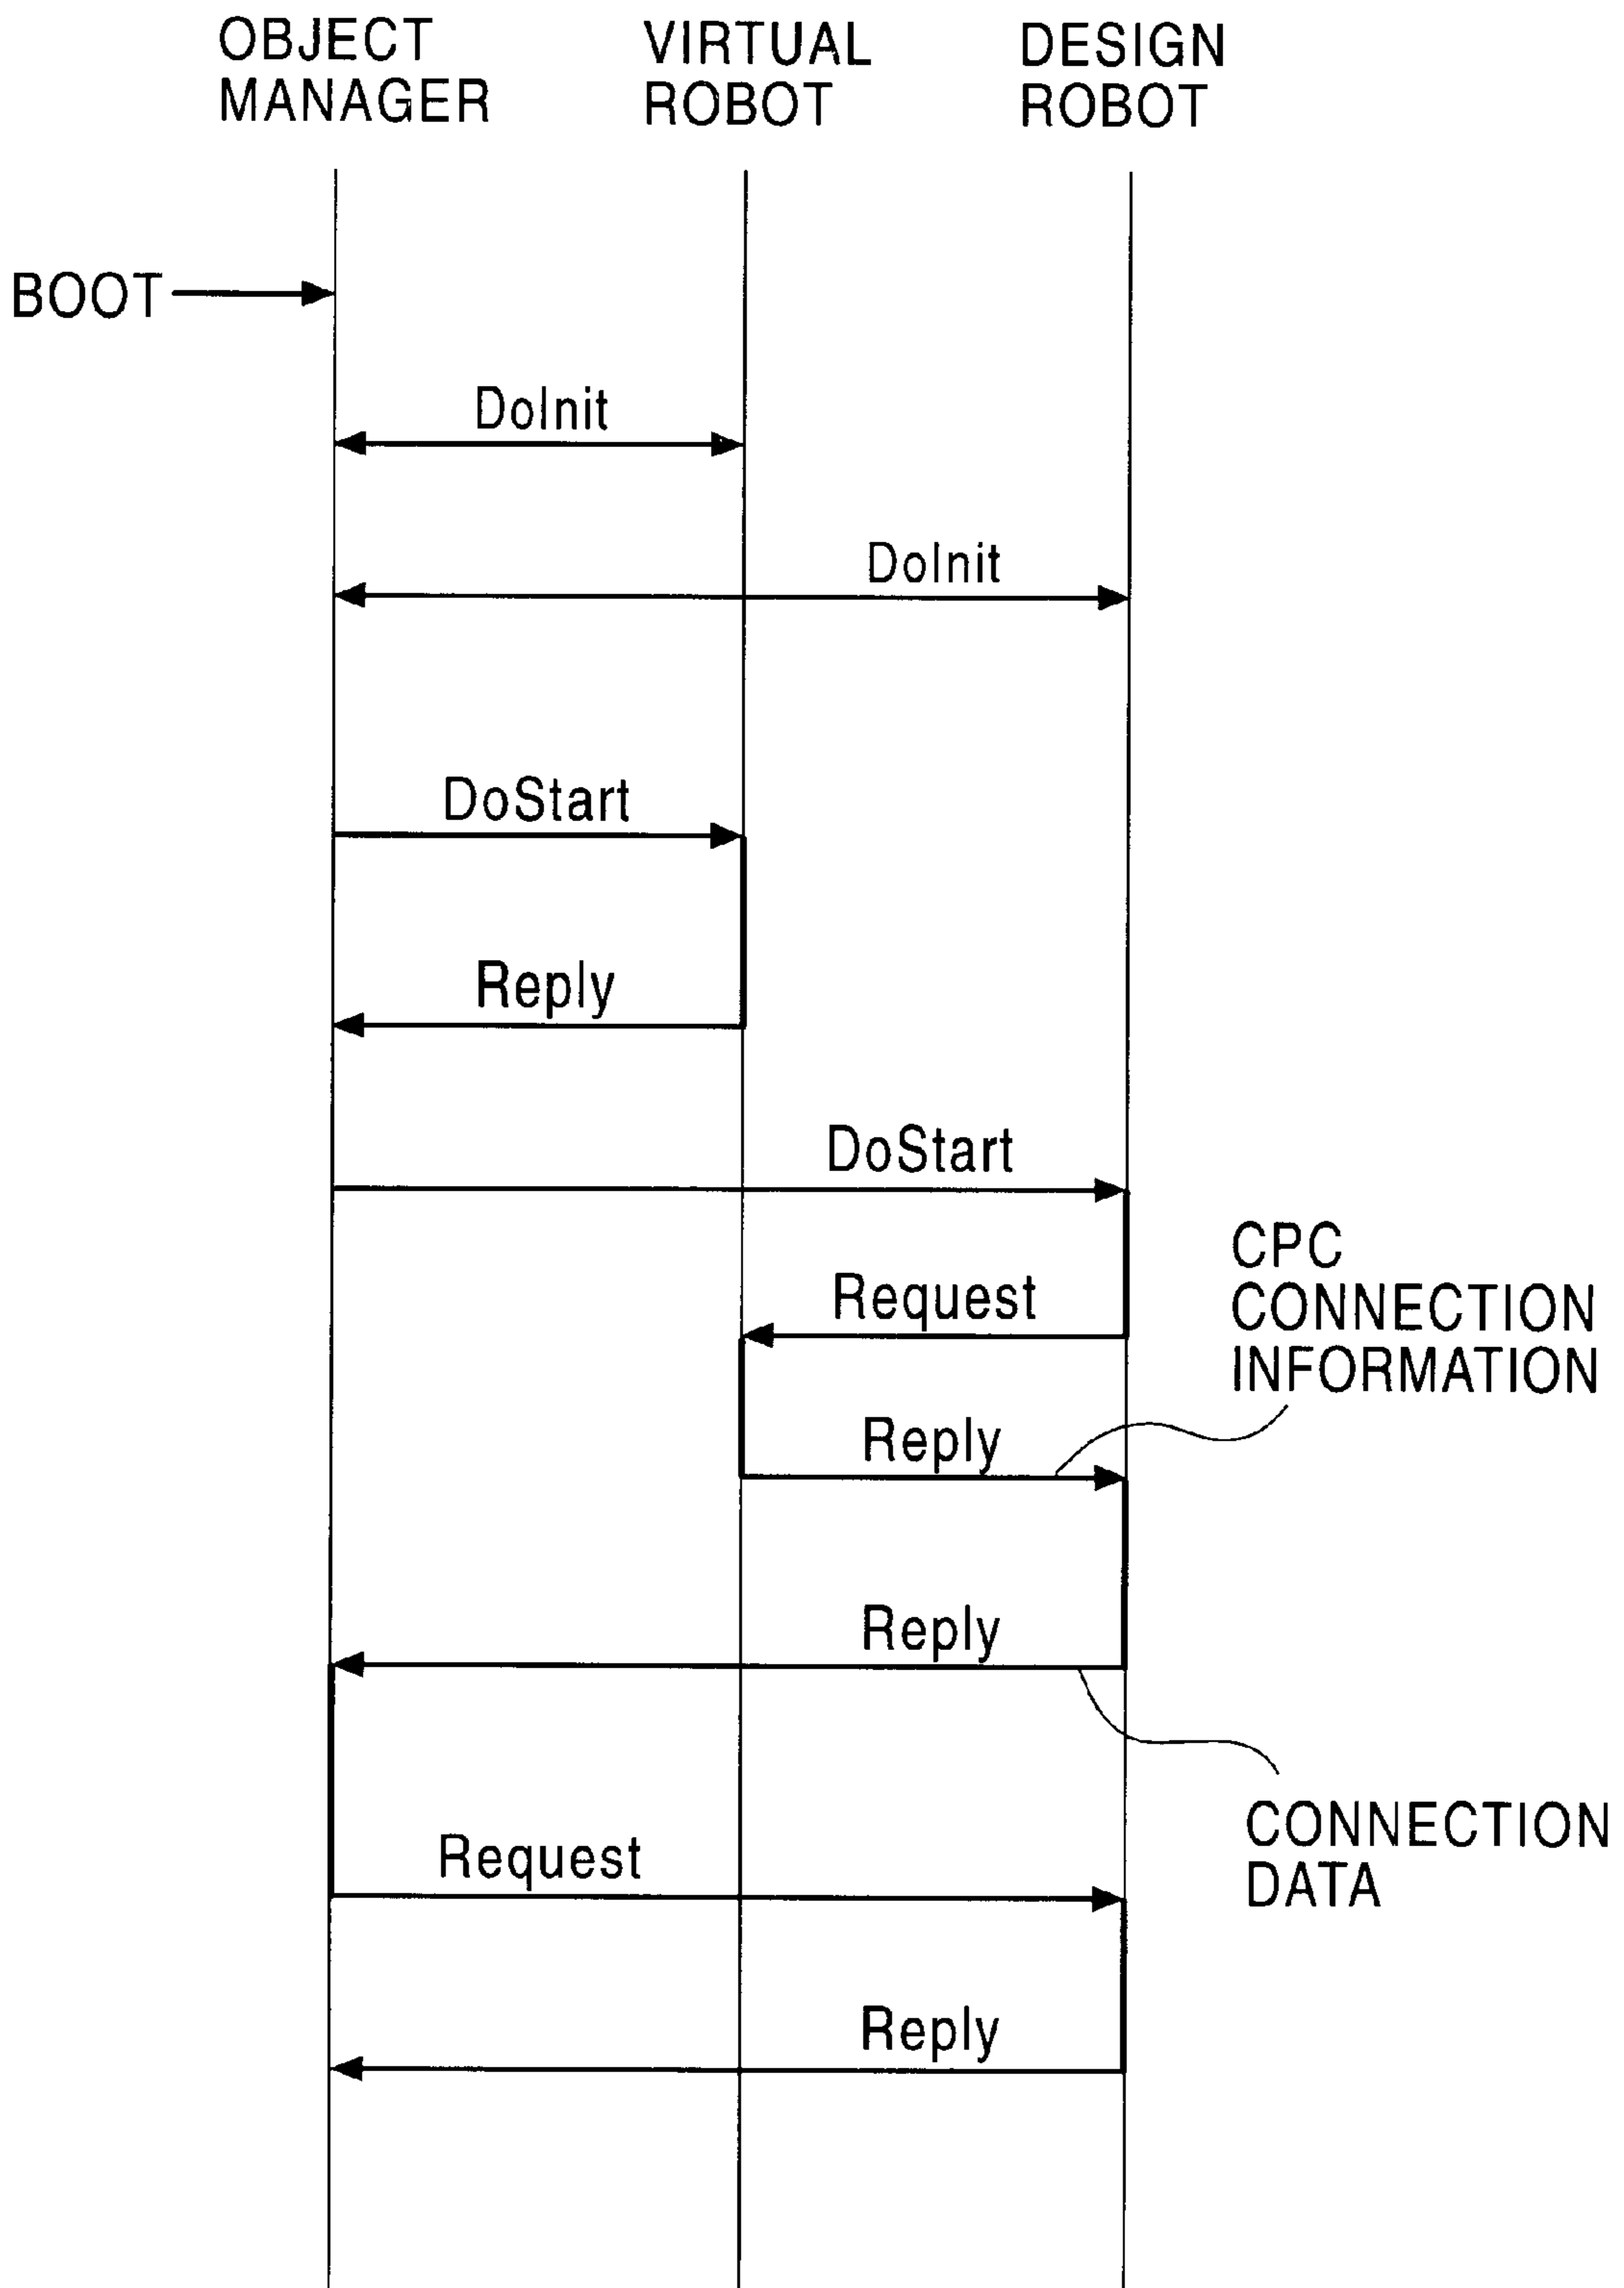 OBJECT
MANAGER
VIRTUAL
ROBOT
DESIGN
ROBOT
BOOT
DoInit
DoInit
DoStart
Reply
DoStart
CPC
CONNECTION
INFORMATION
Request
Reply
Reply
CONNECTION
DATA
Request
Reply